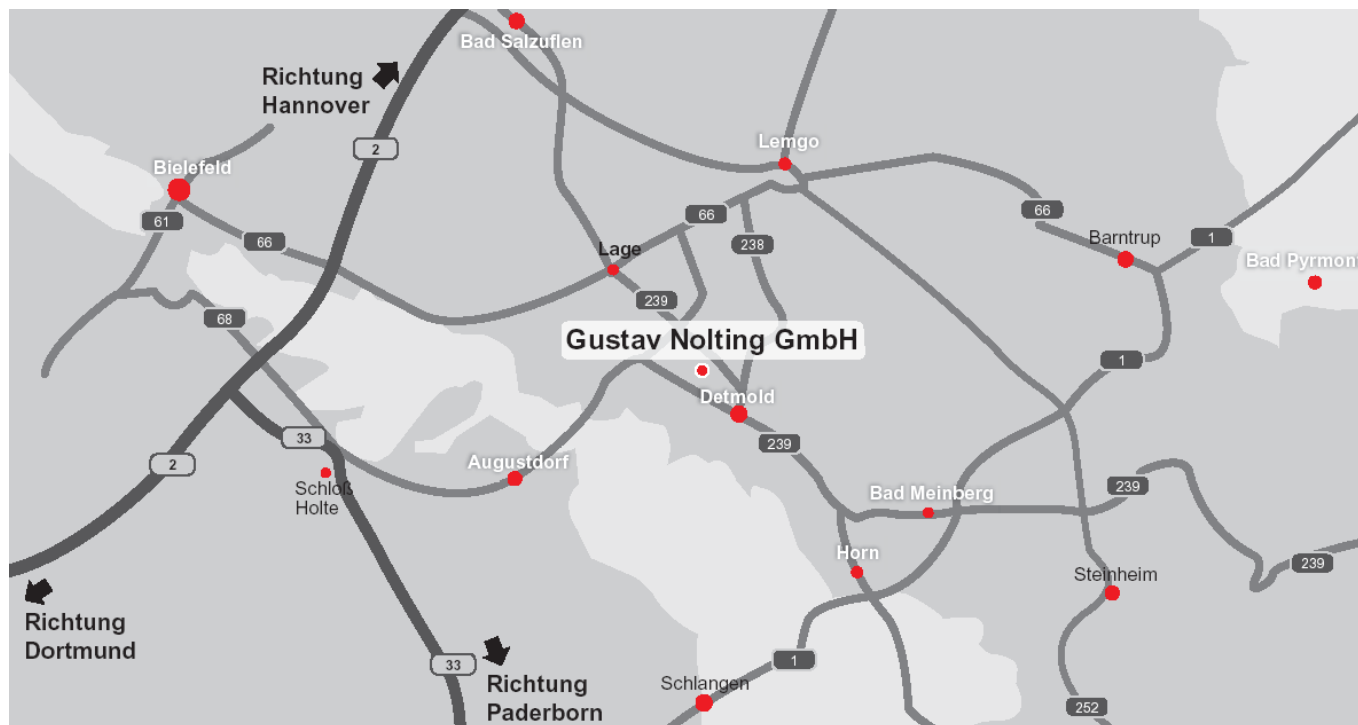 Bad Salzuflen
Richtung
Hannover
2
Lemgo
Bielefeld
61
66
66
238
66
Barntrup
1
Bad Pyrmont
Lage
239
68
Gustav Nolting GmbH
1
Detmold
33
239
2
Schloß
Holte
Augustdorf
Bad Meinberg
239
Horn
239
Steinheim
Richtung
Dortmund
33
Richtung
Paderborn
1
Schlangen
252